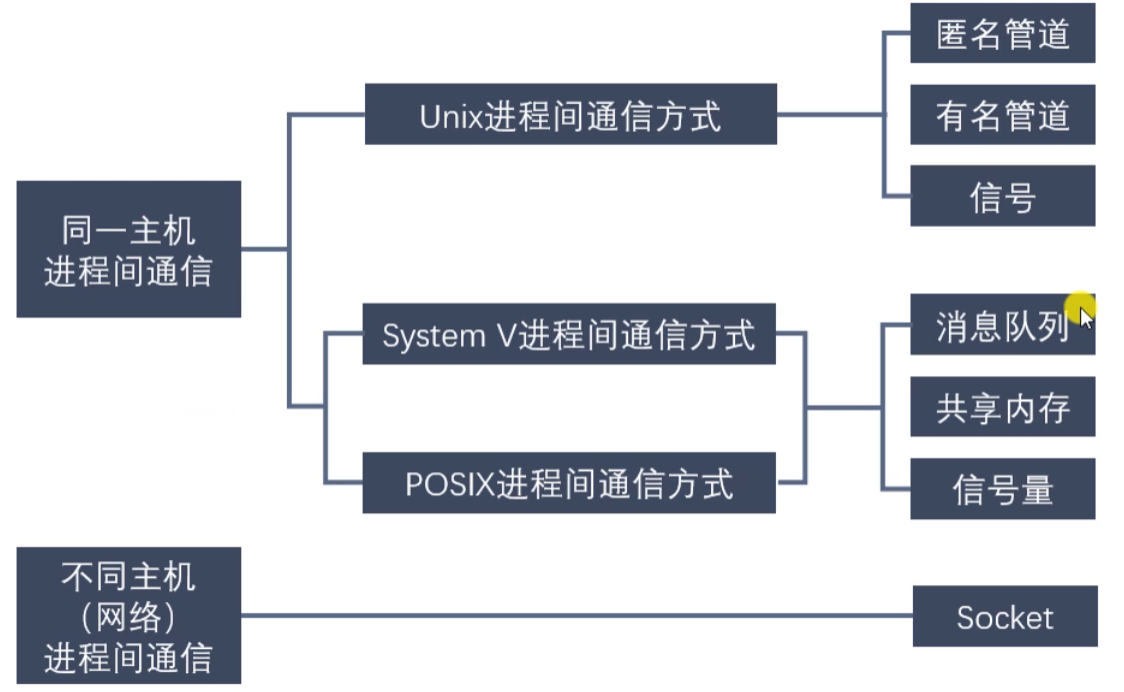 同一主机
进程间通信
Unix进程间通信方式
匿名管道
有名管道
信号
System V进程间通信方式
POSIX进程间通信方式
消息队列
共享内存
信号量
不同主机
（网络）
进程间通信
Socket